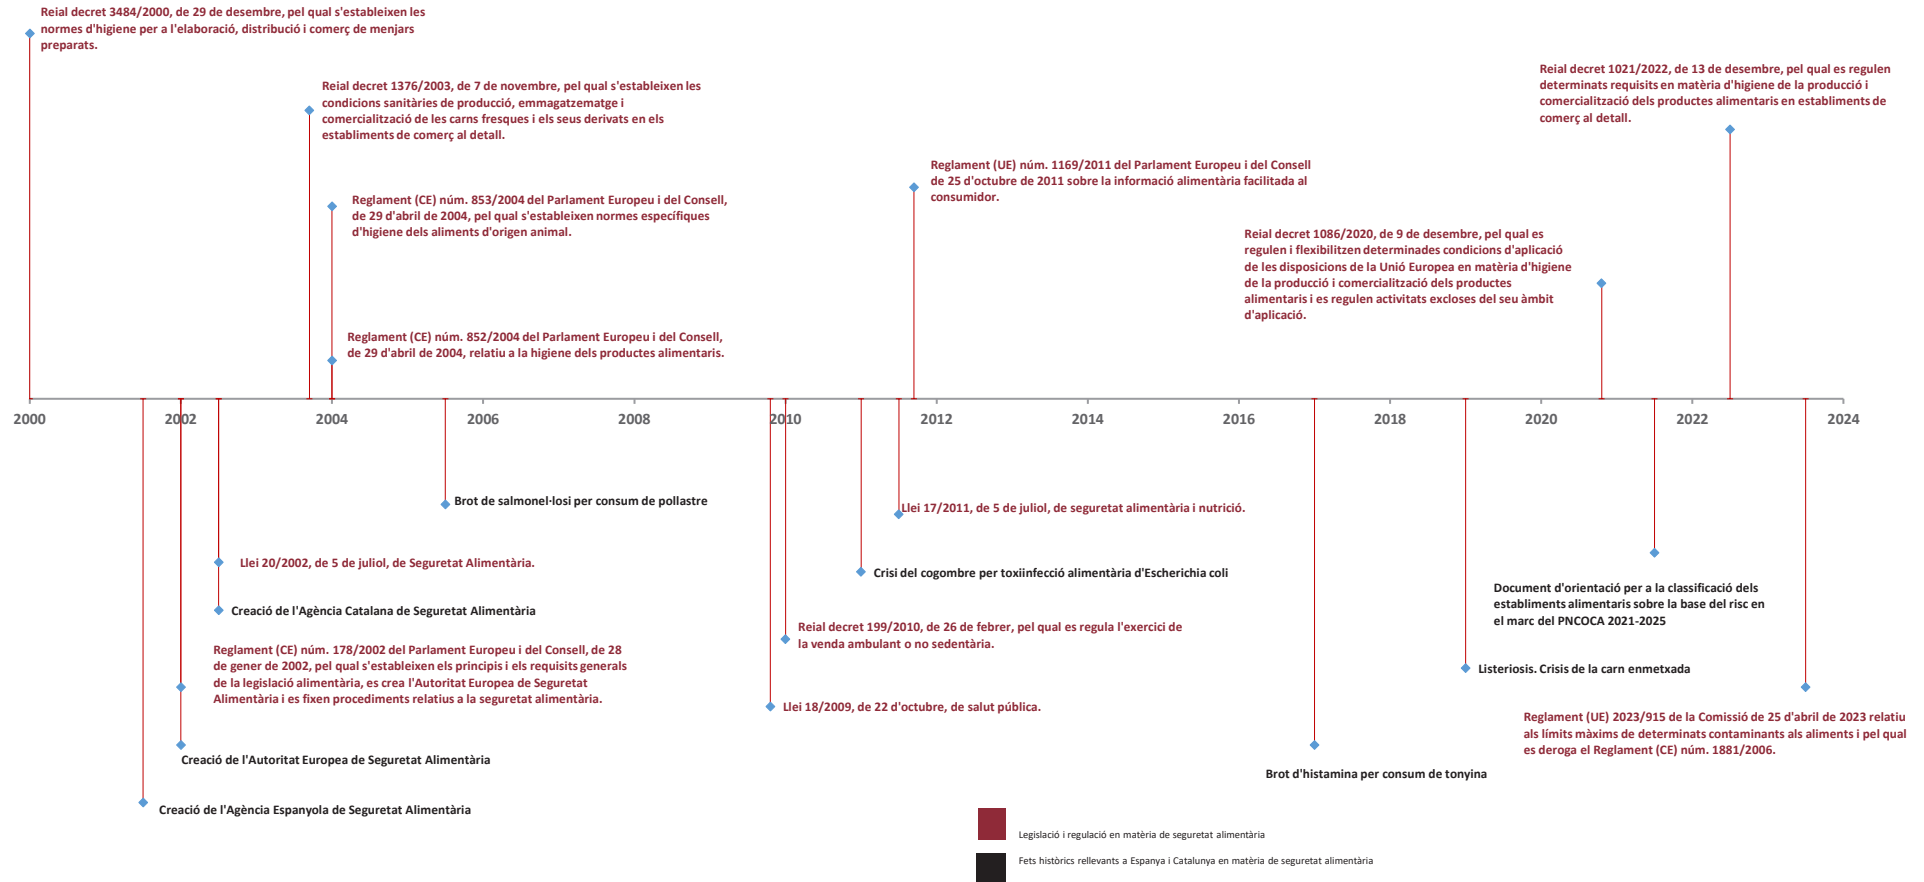 Reial decret 3484/2000, de 29 de desembre, pel qual s'estableixen les
normes d'higiene per a l'elaboració, distribució i comerç de menjars
preparats.
Reial decret 1376/2003, de 7 de novembre, pel qual s'estableixen les
condicions sanitàries de producció, emmagatzematge i
comercialització de les carns fresques i els seus derivats en els
establiments de comerç al detall.
Reial decret 1021/2022, de 13 de desembre, pel qual es regulen
determinats requisits en matèria d'higiene de la producció i
comercialització dels productes alimentaris en establiments de
comerç al detall.
Reglament (UE) núm. 1169/2011 del Parlament Europeu i del Consell
de 25 d'octubre de 2011 sobre la informació alimentària facilitada al
consumidor.
Reglament (CE) núm. 853/2004 del Parlament Europeu i del Consell,
de 29 d'abril de 2004, pel qual s'estableixen normes específiques
d'higiene dels aliments d'origen animal.
Reial decret 1086/2020, de 9 de desembre, pel qual es
regulen i flexibilitzen determinades condicions d'aplicació
de les disposicions de la Unió Europea en matèria d'higiene
de la producció i comercialització dels productes
alimentaris i es regulen activitats excloses del seu àmbit
d'aplicació.
Reglament (CE) núm. 852/2004 del Parlament Europeu i del Consell,
de 29 d'abril de 2004, relatiu a la higiene dels productes alimentaris.
2000 2002 2004 2006 2008 2010 2012 2014 2016 2018 2020 2022 2024
Brot de salmonel·losi per consum de pollastre
Llei 17/2011, de 5 de juliol, de seguretat alimentària i nutrició.
Llei 20/2002, de 5 de juliol, de Seguretat Alimentària.
Crisi del cogombre per toxiinfecció alimentària d'Escherichia coli
Document d'orientació per a la classificació dels
establiments alimentaris sobre la base del risc en
el marc del PNCOCA 2021-2025
Creació de l'Agència Catalana de Seguretat Alimentària
Reial decret 199/2010, de 26 de febrer, pel qual es regula l'exercici de
la venda ambulant o no sedentària.
Reglament (CE) núm. 178/2002 del Parlament Europeu i del Consell, de 28
de gener de 2002, pel qual s'estableixen els principis i els requisits generals
de la legislació alimentària, es crea l'Autoritat Europea de Seguretat
Alimentària i es fixen procediments relatius a la seguretat alimentària.
Listeriosis. Crisis de la carn enmetxada
Llei 18/2009, de 22 d'octubre, de salut pública.
Reglament (UE) 2023/915 de la Comissió de 25 d'abril de 2023 relatiu
als límits màxims de determinats contaminants als aliments i pel qual
es deroga el Reglament (CE) núm. 1881/2006.
Creació de l'Autoritat Europea de Seguretat Alimentària
Brot d'histamina per consum de tonyina
Creació de l'Agència Espanyola de Seguretat Alimentària
Legislació i regulació en matèria de seguretat alimentària
Fets històrics rellevants a Espanya i Catalunya en matèria de seguretat alimentària